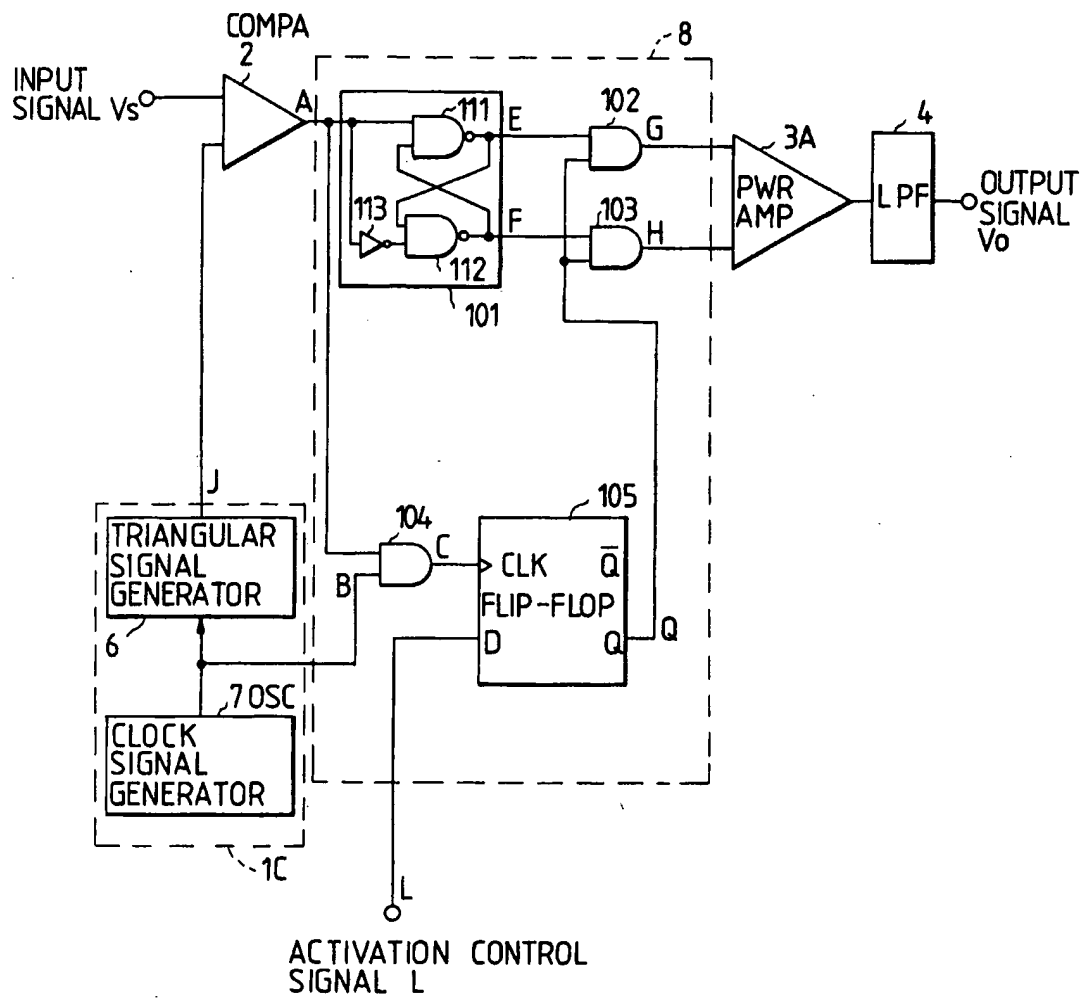 COMPA
2
8
INPUT
SIGNAL Vs
A
111
E
102
G
3A
4
PWR
AMP
LPF
OUTPUT
SIGNAL
Vo
113
F
103
H
112
101
J
TRIANGULAR
SIGNAL
GENERATOR
6
104
C
B
105
CLK
Q̅
FLIP-FLOP
D
Q
Q
7 OSC
CLOCK
SIGNAL
GENERATOR
1C
L
ACTIVATION CONTROL
SIGNAL L